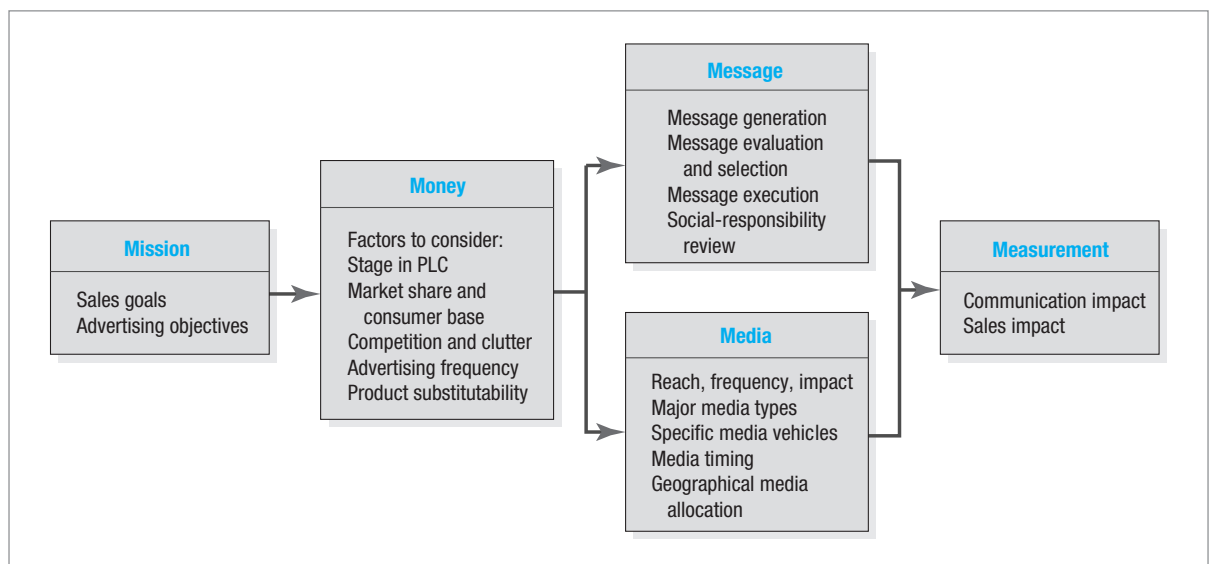 Mission
Sales goals
Advertising objectives
Money
Factors to consider:
Stage in PLC
Market share and
consumer base
Competition and clutter
Advertising frequency
Product substitutability
Message
Message generation
Message evaluation
and selection
Message execution
Social-responsibility
review
Media
Reach, frequency, impact
Major media types
Specific media vehicles
Media timing
Geographical media
allocation
Measurement
Communication impact
Sales impact